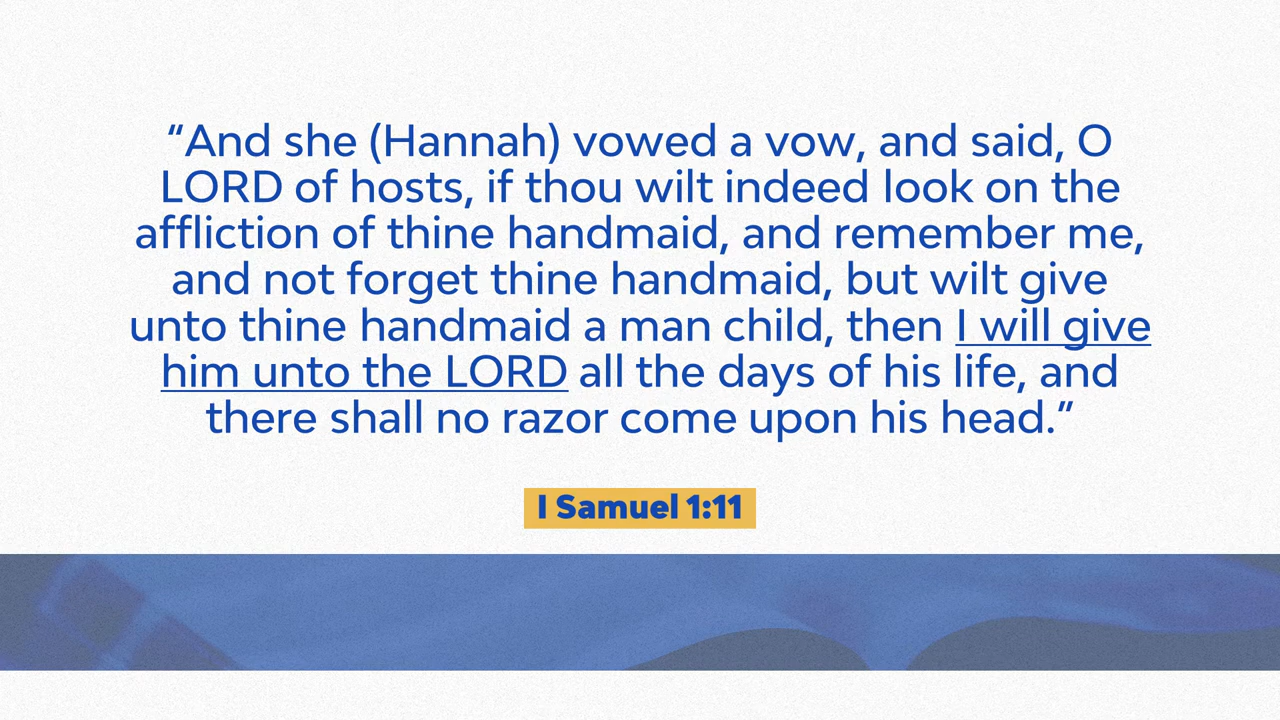 “And she (Hannah) vowed a vow, and said, O
LORD of hosts, if thou wilt indeed look on the
affliction of thine handmaid, and remember me,
and not forget thine handmaid, but wilt give
unto thine handmaid a man child, then I will give
him unto the LORD all the days of his life, and
there shall no razor come upon his head.”
I Samuel 1:11